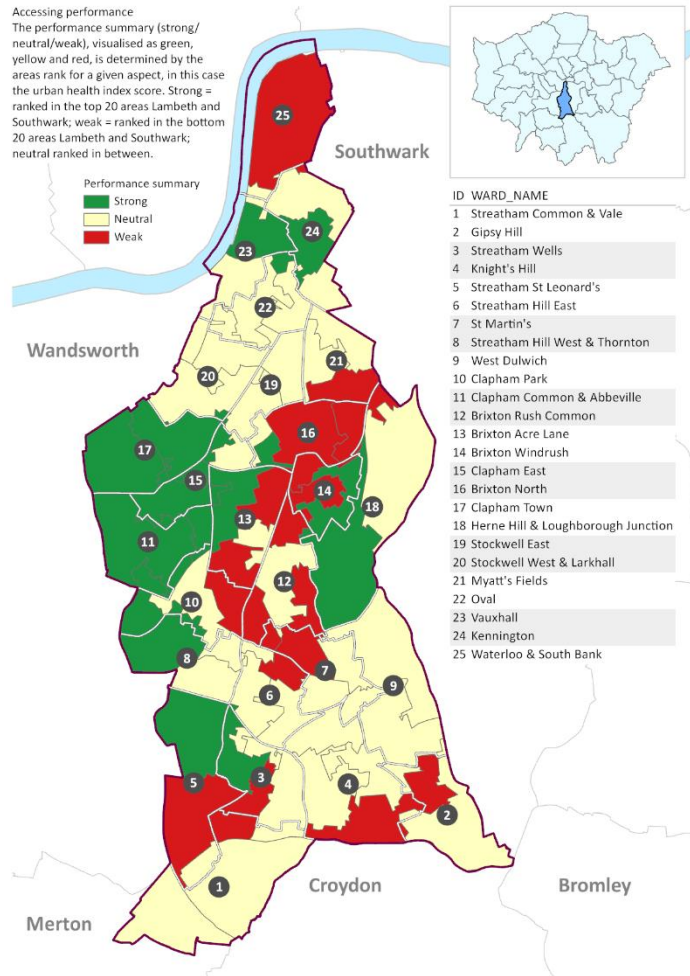 Accessing performance
The performance summary (strong/
neutral/weak), visualised as green,
yellow and red, is determined by the
areas rank for a given aspect, in this case
the urban health index score. Strong =
ranked in the top 20 areas Lambeth and
Southwark; weak = ranked in the bottom
20 areas Lambeth and Southwark;
neutral ranked in between.
Performance summary
Strong
Neutral
Weak
ID WARD_NAME
1 Streatham Common & Vale
2 Gipsy Hill
3 Streatham Wells
4 Knight's Hill
5 Streatham St Leonard's
6 Streatham Hill East
7 St Martin's
8 Streatham Hill West & Thornton
9 West Dulwich
10 Clapham Park
11 Clapham Common & Abbeville
12 Brixton Rush Common
13 Brixton Acre Lane
14 Brixton Windrush
15 Clapham East
16 Brixton North
17 Clapham Town
18 Herne Hill & Loughborough Junction
19 Stockwell East
20 Stockwell West & Larkhall
21 Myatt's Fields
22 Oval
23 Vauxhall
24 Kennington
25 Waterloo & South Bank
25
Southwark
24
23
22
Wandsworth
21
20
19
16
17
15
14
18
13
11
12
10
8
7
9
6
5
3
4
2
1
Croydon
Bromley
Merton